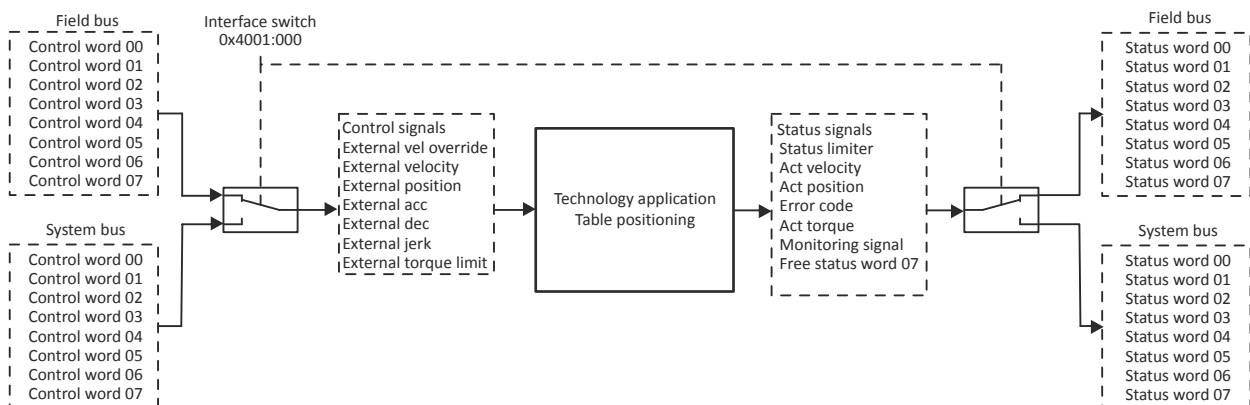 Field bus
Control word 00
Control word 01
Control word 02
Control word 03
Control word 04
Control word 05
Control word 06
Control word 07
System bus
Control word 00
Control word 01
Control word 02
Control word 03
Control word 04
Control word 05
Control word 06
Control word 07
Interface switch
0x4001:000
Control signals
External vel override
External velocity
External position
External acc
External dec
External jerk
External torque limit
Technology application
Table positioning
Status signals
Status limiter
Act velocity
Act position
Error code
Act torque
Monitoring signal
Free status word 07
Field bus
Status word 00
Status word 01
Status word 02
Status word 03
Status word 04
Status word 05
Status word 06
Status word 07
System bus
Status word 00
Status word 01
Status word 02
Status word 03
Status word 04
Status word 05
Status word 06
Status word 07